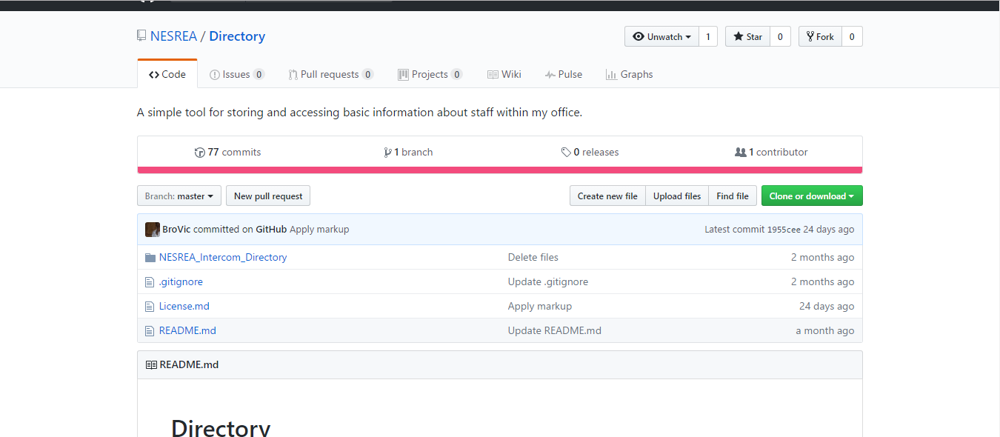 NESREA / Directory
Unwatch 1 Star 0 Fork 0
Code Issues 0 Pull requests 0 Projects 0 Wiki Pulse Graphs
A simple tool for storing and accessing basic information about staff within my office.
77 commits 1 branch 0 releases 1 contributor
Branch: master New pull request Create new file Upload files Find file Clone or download
BroVic committed on GitHub Apply markup Latest commit 1955cee 24 days ago
NESREA_Intercom_Directory Delete files 2 months ago
.gitignore Update .gitignore 2 months ago
License.md Apply markup 24 days ago
README.md Update README.md a month ago
README.md
Directory